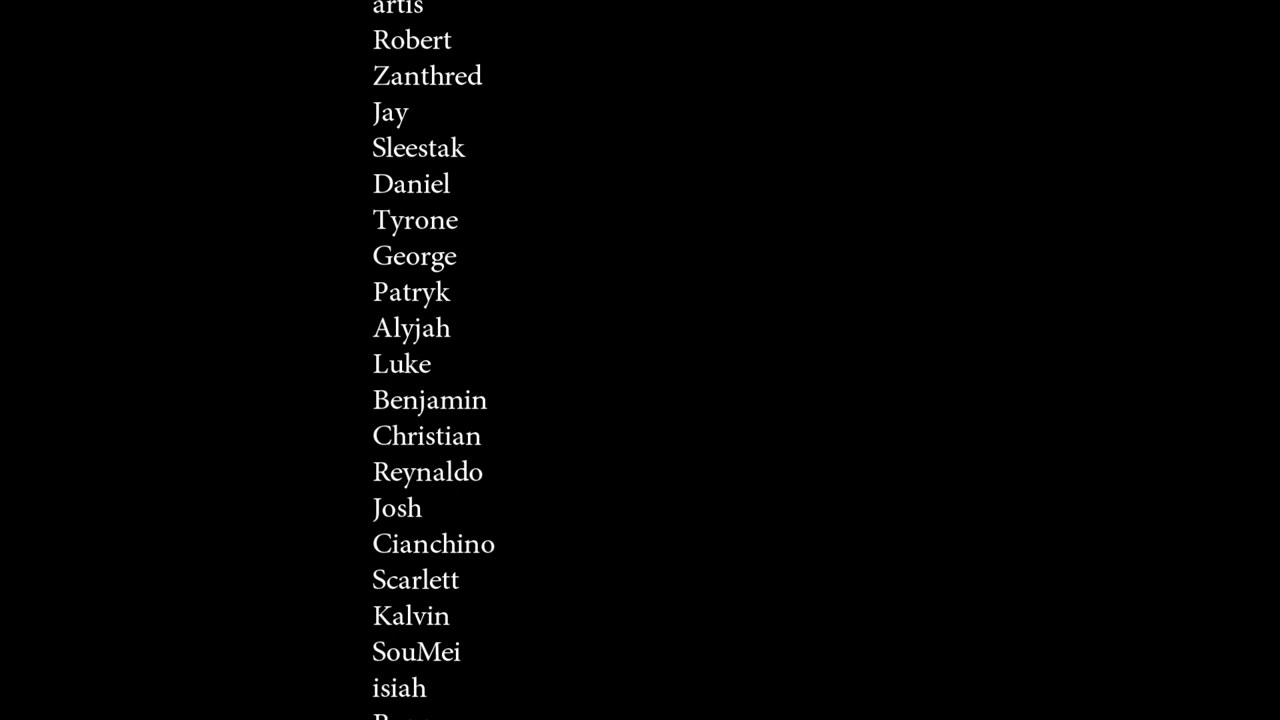 artis
Robert
Zanthred
Jay
Sleestak
Daniel
Tyrone
George
Patryk
Alyjah
Luke
Benjamin
Christian
Reynaldo
Josh
Cianchino
Scarlett
Kalvin
SouMei
isiah